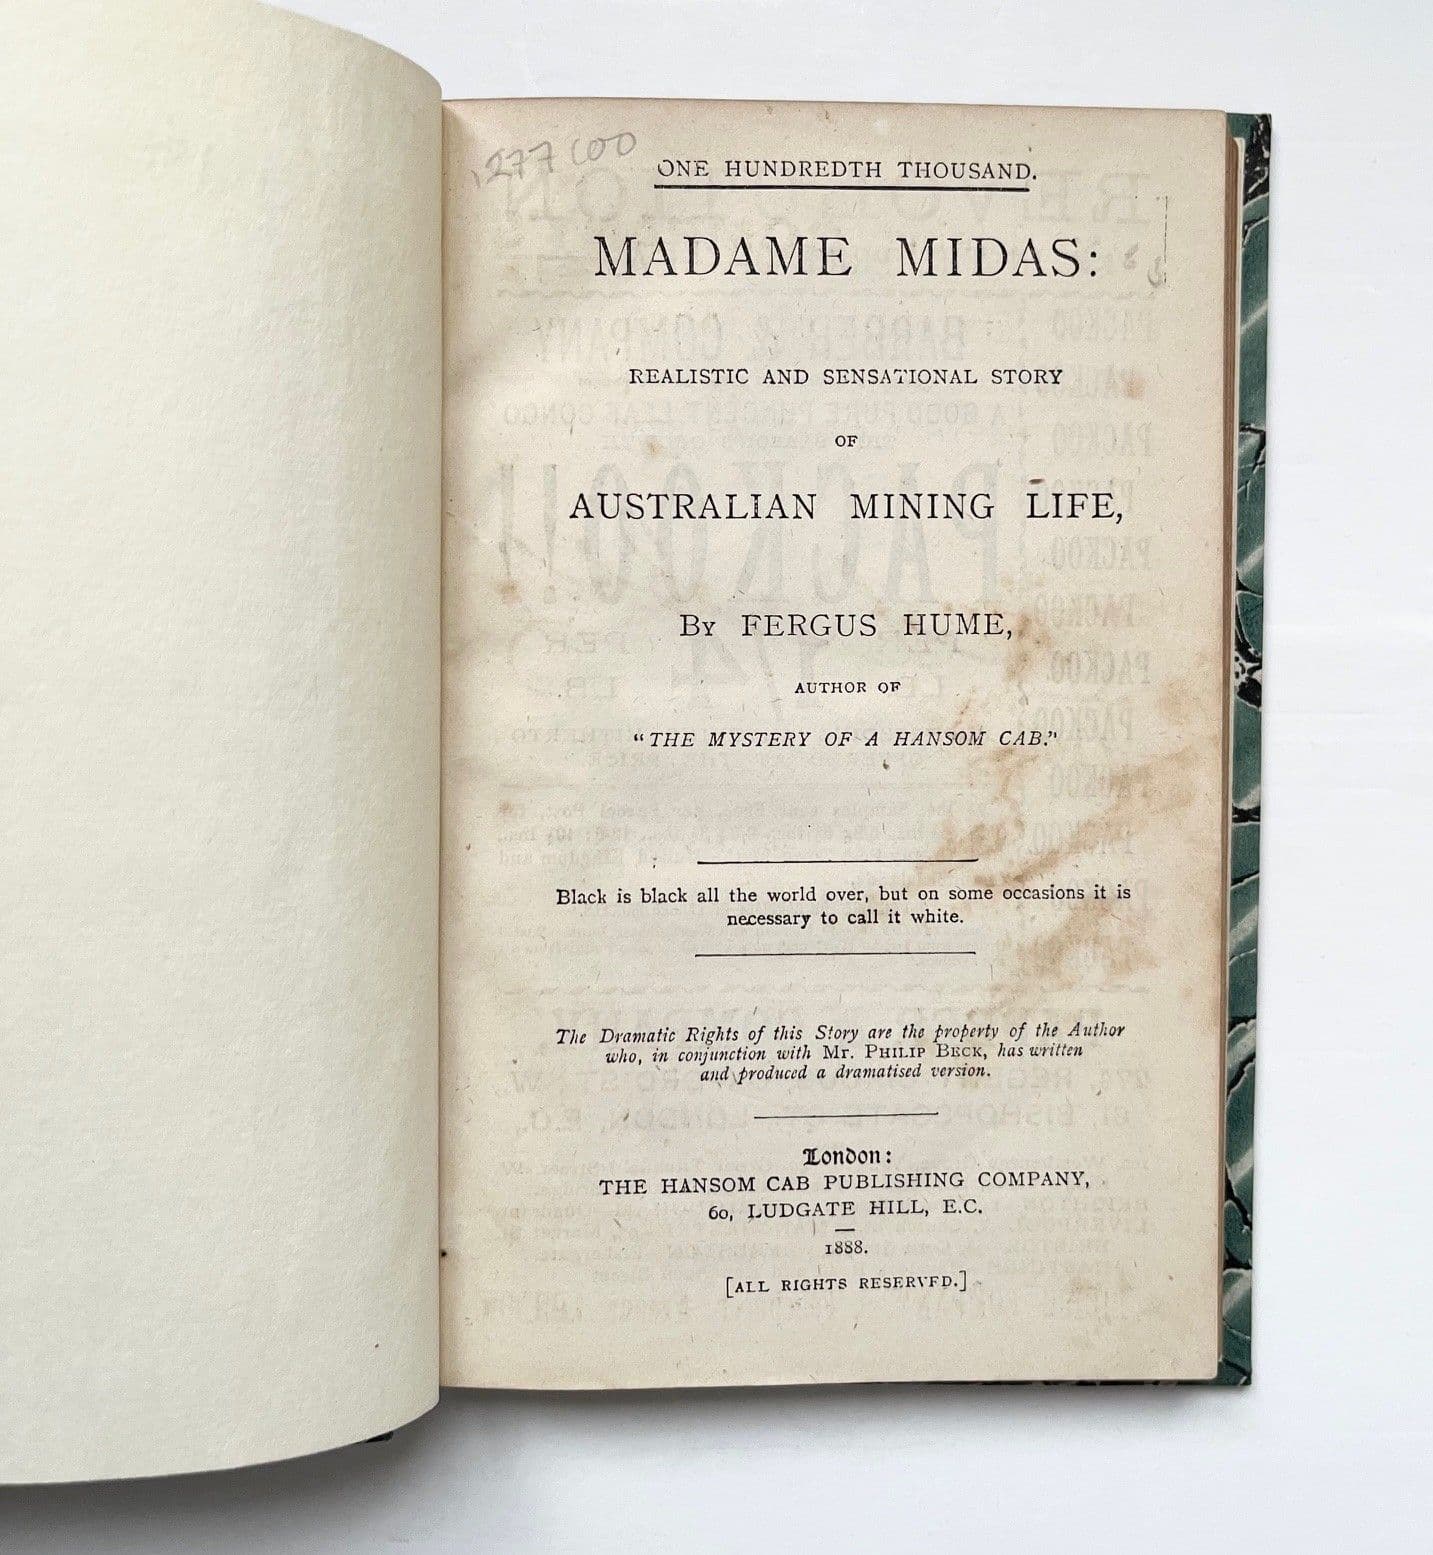 277 COO
ONE HUNDREDTH THOUSAND.
MADAME MIDAS:
REALISTIC AND SENSATIONAL STORY
OF
AUSTRALIAN MINING LIFE,
By FERGUS HUME,
AUTHOR OF
"THE MYSTERY OF A HANSOM CAB."
Black is black all the world over, but on some occasions it is
necessary to call it white.
The Dramatic Rights of this Story are the property of the Author
who, in conjunction with Mr. PHILIP BECK, has written
and produced a dramatised version.
London:
THE HANSOM CAB PUBLISHING COMPANY,
60, LUDGATE HILL, E.C.
1888.
[ALL RIGHTS RESERVED.]